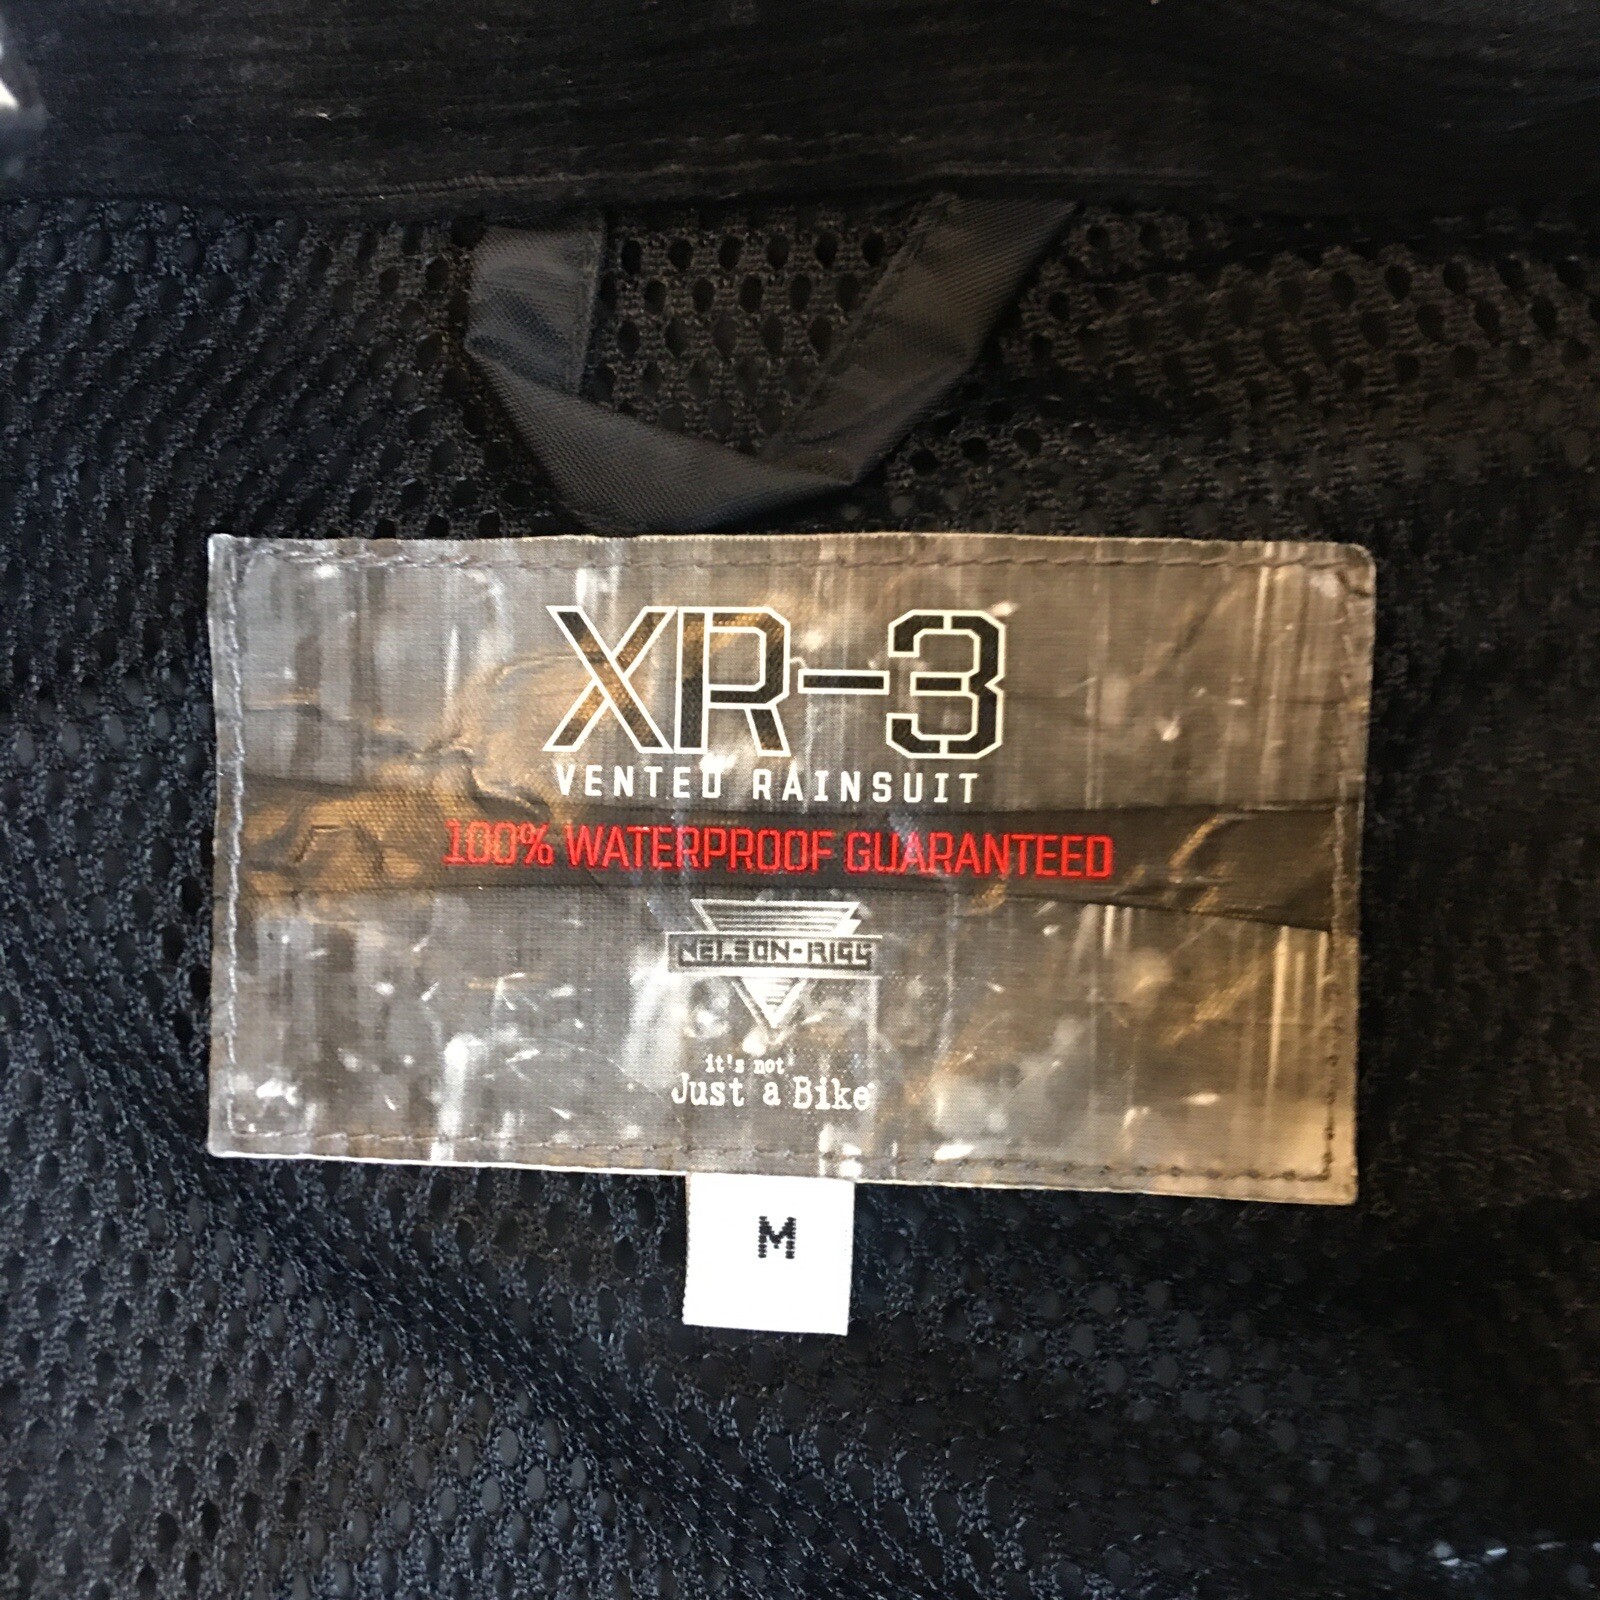 XR-3
VENTED RAINSUIT
100% WATERPROOF GUARANTEED
NELSON-RIGG
it's not
Just a Bike
M